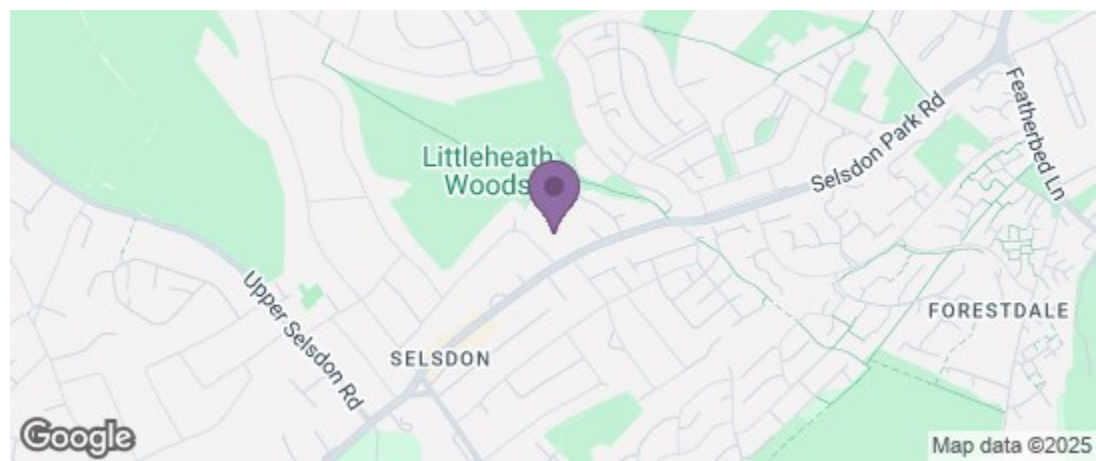 Littleheath
Woods
Selsdon Park Rd
Featherbed Ln
Upper Selsdon Rd
FORESTDALE
SELSDON
Google
Map data ©2025